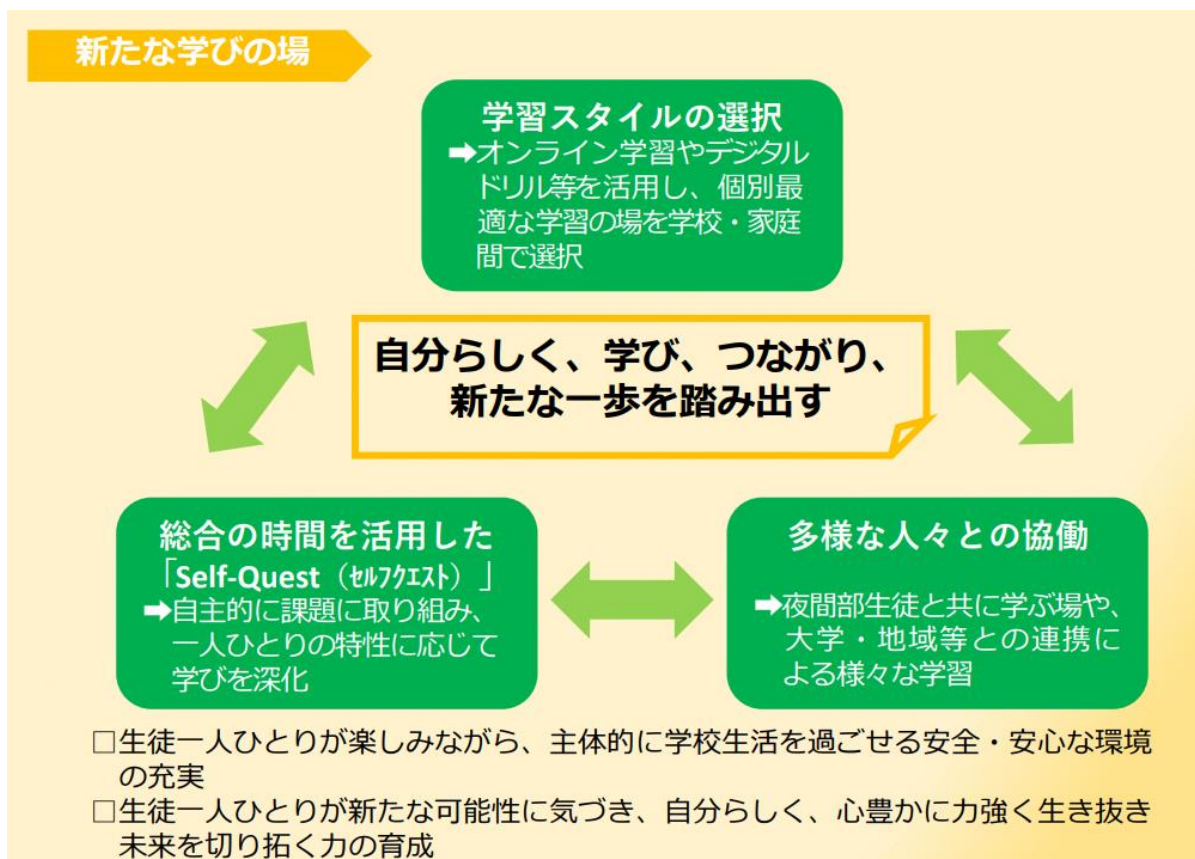 新たな学びの場
学習スタイルの選択
➡オンライン学習やデジタル
ドリル等を活用し、個別最
適な学習の場を学校・家庭
間で選択
自分らしく、学び、つながり、
新たな一歩を踏み出す
総合の時間を活用した
「Self-Quest（ｾﾙﾌｸｴｽﾄ）」
➡自主的に課題に取り組み、
一人ひとりの特性に応じて
学びを深化
多様な人々との協働
➡夜間部生徒と共に学ぶ場や、
大学・地域等との連携に
よる様々な学習
□生徒一人ひとりが楽しみながら、主体的に学校生活を過ごせる安全・安心な環境
の充実
□生徒一人ひとりが新たな可能性に気づき、自分らしく、心豊かに力強く生き抜き
未来を切り拓く力の育成